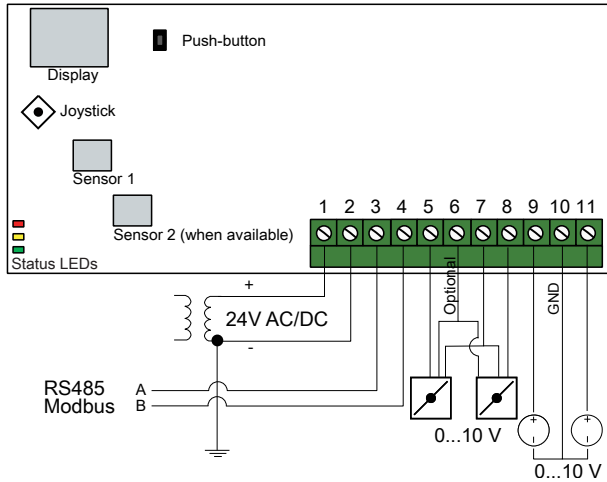 Push-button
Display
Joystick
Sensor 1
Sensor 2 (when available)
Status LEDs
1 2 3 4 5 6 7 8 9 10 11
Optional
GND
+
24V AC/DC
-
RS485 A
Modbus B
0...10 V
+ +
- -
0...10 V